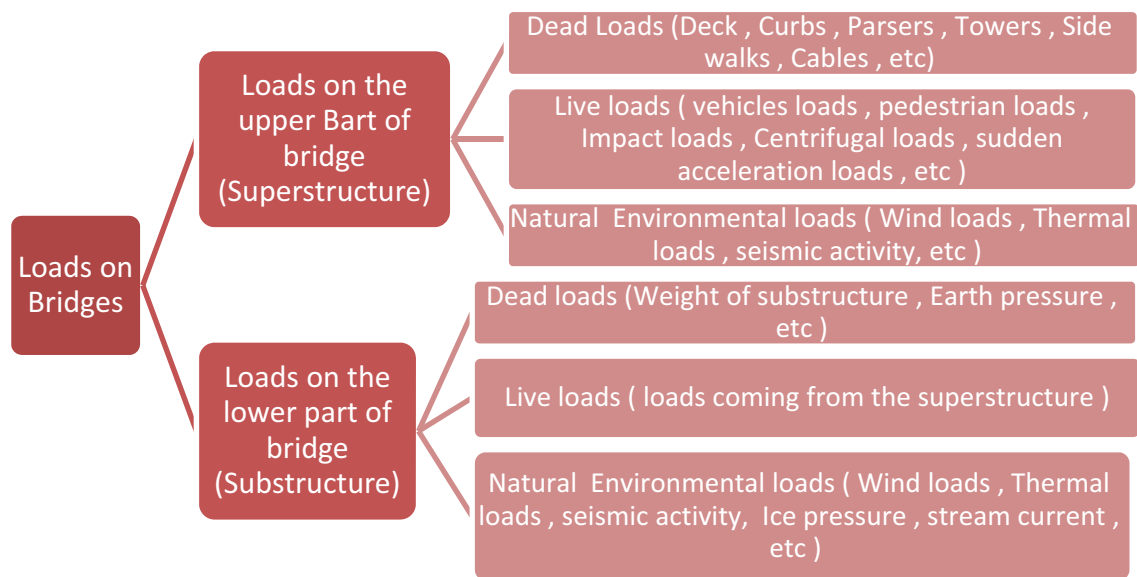 Loads on
Bridges
Loads on the
upper Bart of
bridge
(Superstructure)
Dead Loads (Deck , Curbs , Parsers , Towers , Side
walks , Cables , etc)
Live loads ( vehicles loads , pedestrian loads ,
Impact loads , Centrifugal loads , sudden
acceleration loads , etc )
Natural  Environmental loads ( Wind loads , Thermal
loads , seismic activity, etc )
Loads on the
lower part of
bridge
(Substructure)
Dead loads (Weight of substructure , Earth pressure ,
etc )
Live loads ( loads coming from the superstructure )
Natural  Environmental loads ( Wind loads , Thermal
loads , seismic activity,  Ice pressure , stream current ,
etc )